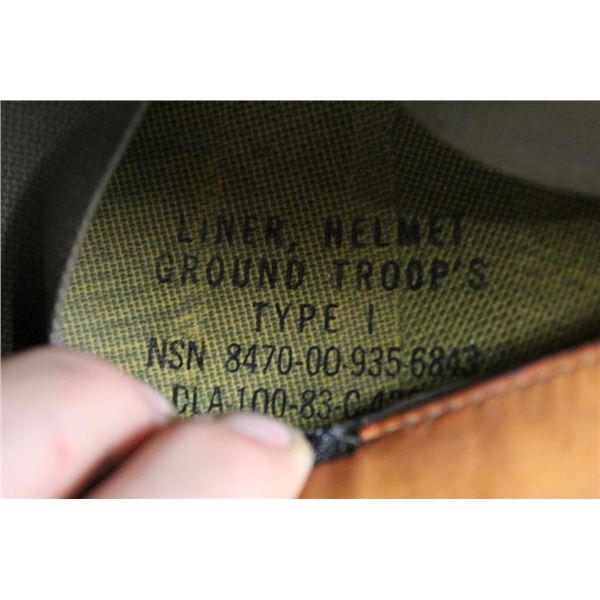 LINER, HELMET
GROUND TROOP'S
TYPE I
NSN 8470-00-935-6843
DLA-100-83-C